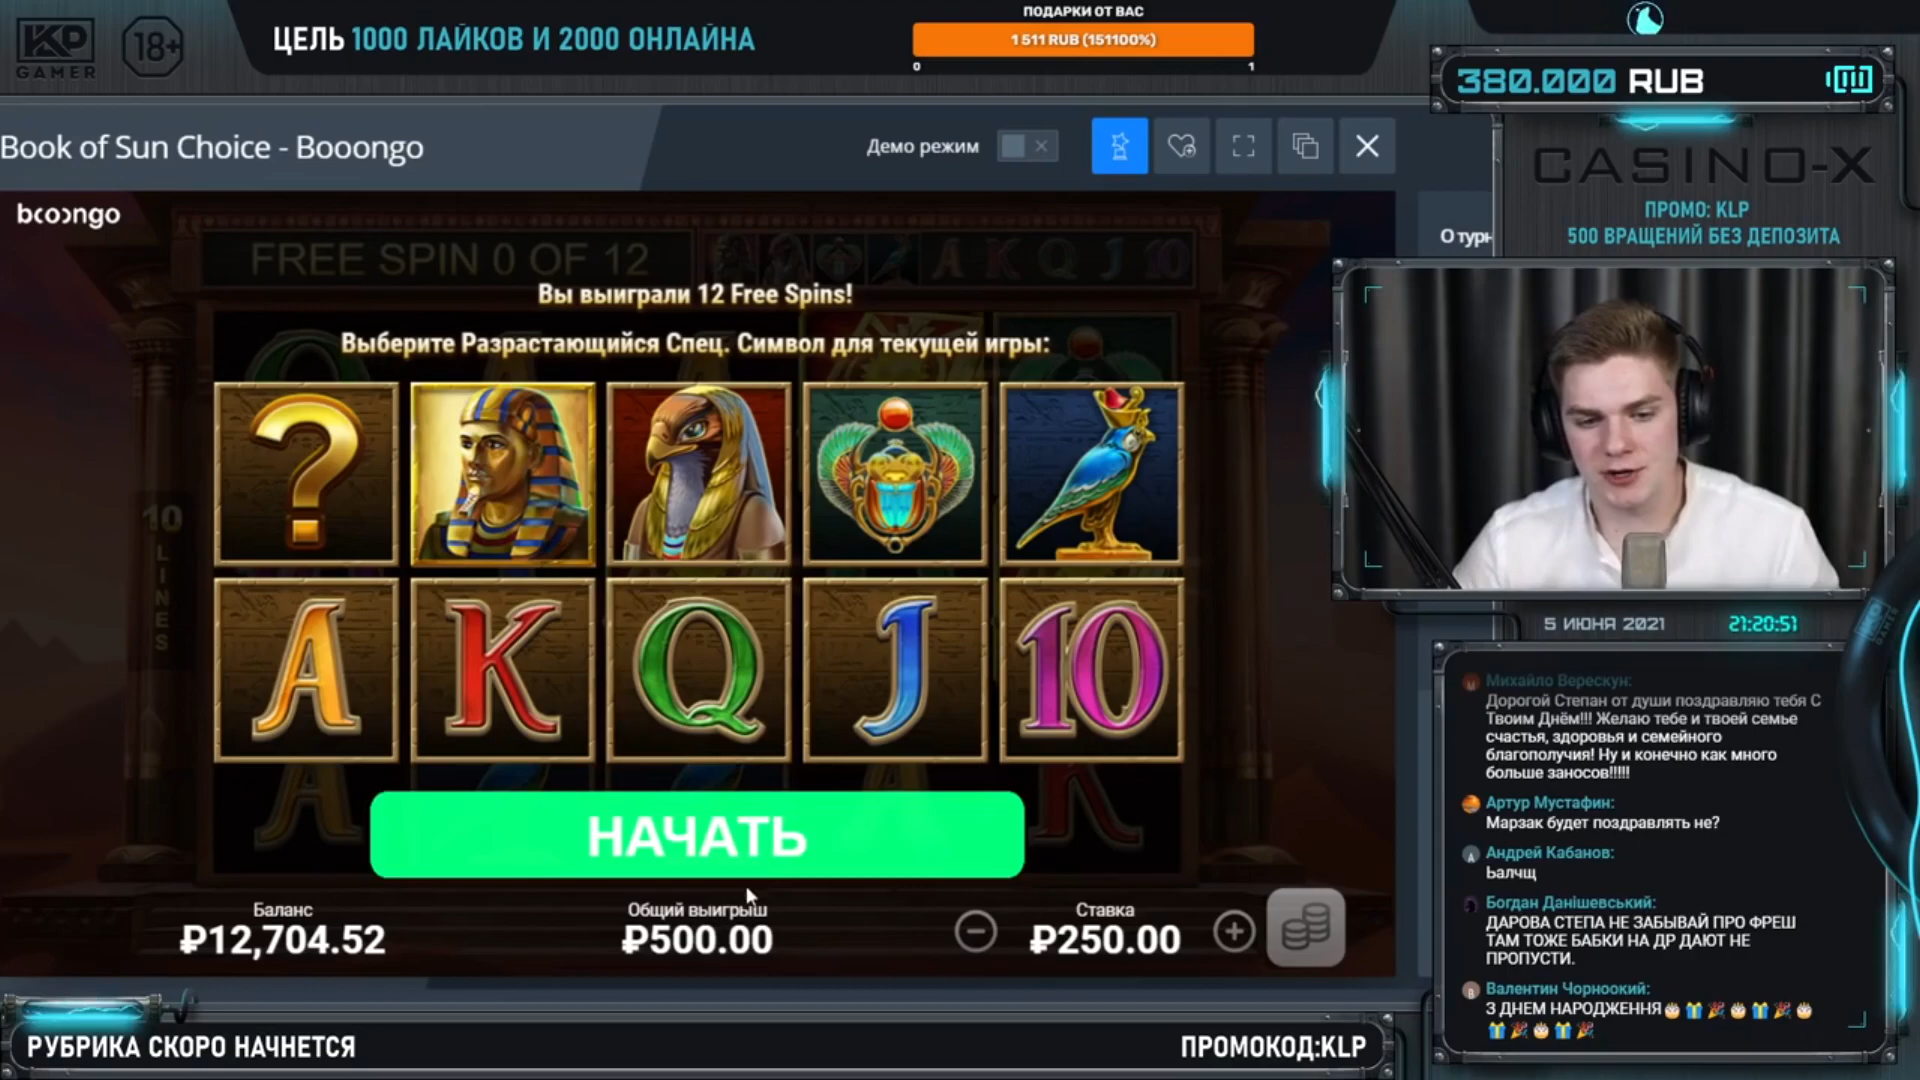 KP
GAMER
18+
ЦЕЛЬ 1000 ЛАЙКОВ И 2000 ОНЛАЙНА
ПОДАРКИ ОТ ВАС
1 511 RUB (151100%)
0
1
380.000 RUB
Book of Sun Choice - Booongo
Демо режим
CASINO-X
ПРОМО: KLP
500 ВРАЩЕНИЙ БЕЗ ДЕПОЗИТА
booongo
О турн
FREE SPIN 0 OF 12
A K Q J 10
Вы выиграли 12 Free Spins!
Выберите Разрастающийся Спец. Символ для текущей игры:
?
10
LINES
A K Q J 10
НАЧАТЬ
Баланс
₽12,704.52
Общий выигрыш
₽500.00
Ставка
₽250.00
5 ИЮНЯ 2021
21:20:51
Михайло Верескун:
Дорогой Степан от души поздравляю тебя С
Твоим Днём!!! Желаю тебе и твоей семье
счастья, здоровья и семейного
благополучия! Ну и конечно как много
больше заносов!!!!!
Артур Мустафин:
Марзак будет поздравлять не?
Андрей Кабанов:
Ьалчщ
Богдан Данішевський:
ДАРОВА СТЕПА НЕ ЗАБЫВАЙ ПРО ФРЕШ
ТАМ ТОЖЕ БАБКИ НА ДР ДАЮТ НЕ
ПРОПУСТИ.
Валентин Чорноокий:
З ДНЕМ НАРОДЖЕННЯ🎂🎁🎉🎂🎁🎉🎂
🎁🎉🎂🎁🎉
РУБРИКА СКОРО НАЧНЕТСЯ
ПРОМОКОД:KLP